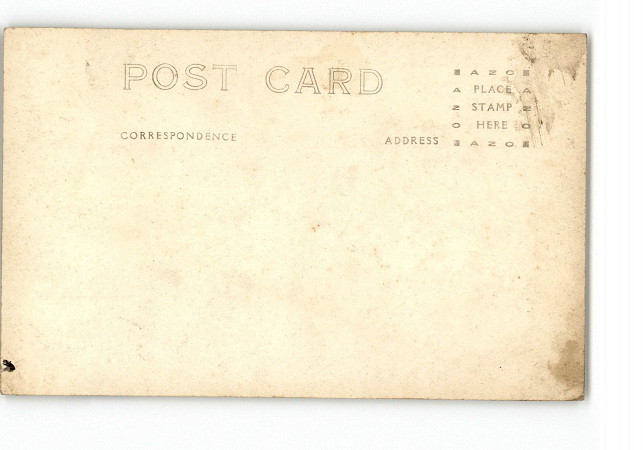 POST CARD
CORRESPONDENCE
ADDRESS
AZO
A PLACE A
Z STAMP Z
O HERE O
AZO